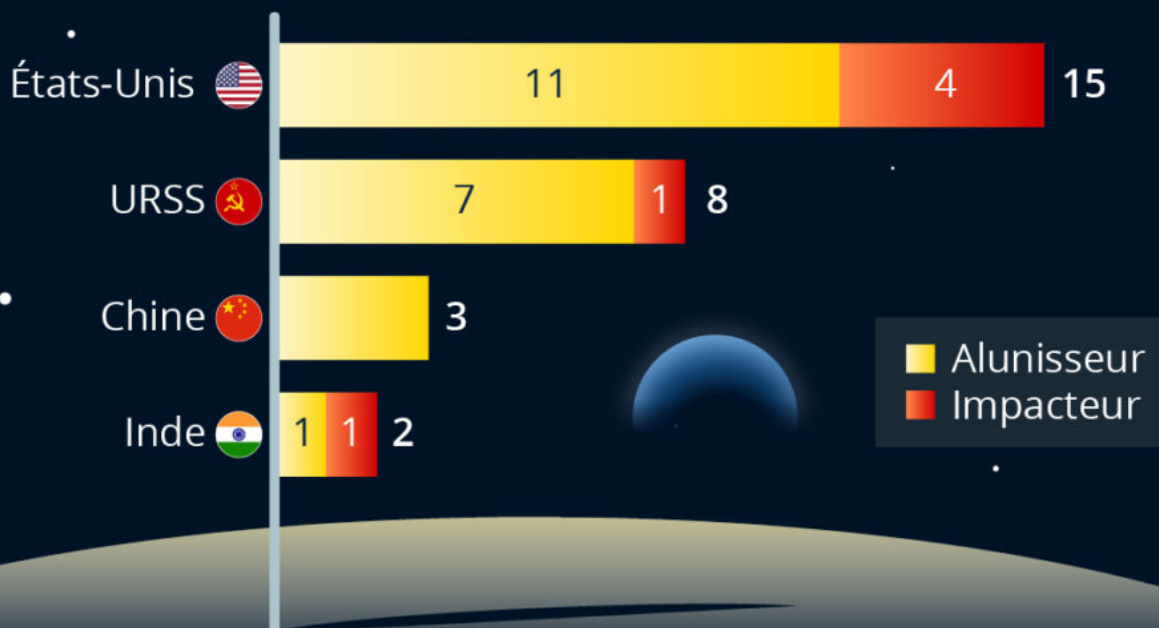 États-Unis 11 4 15
URSS 7 1 8
Chine 3
Alunisseur
Impacteur
Inde 1 1 2